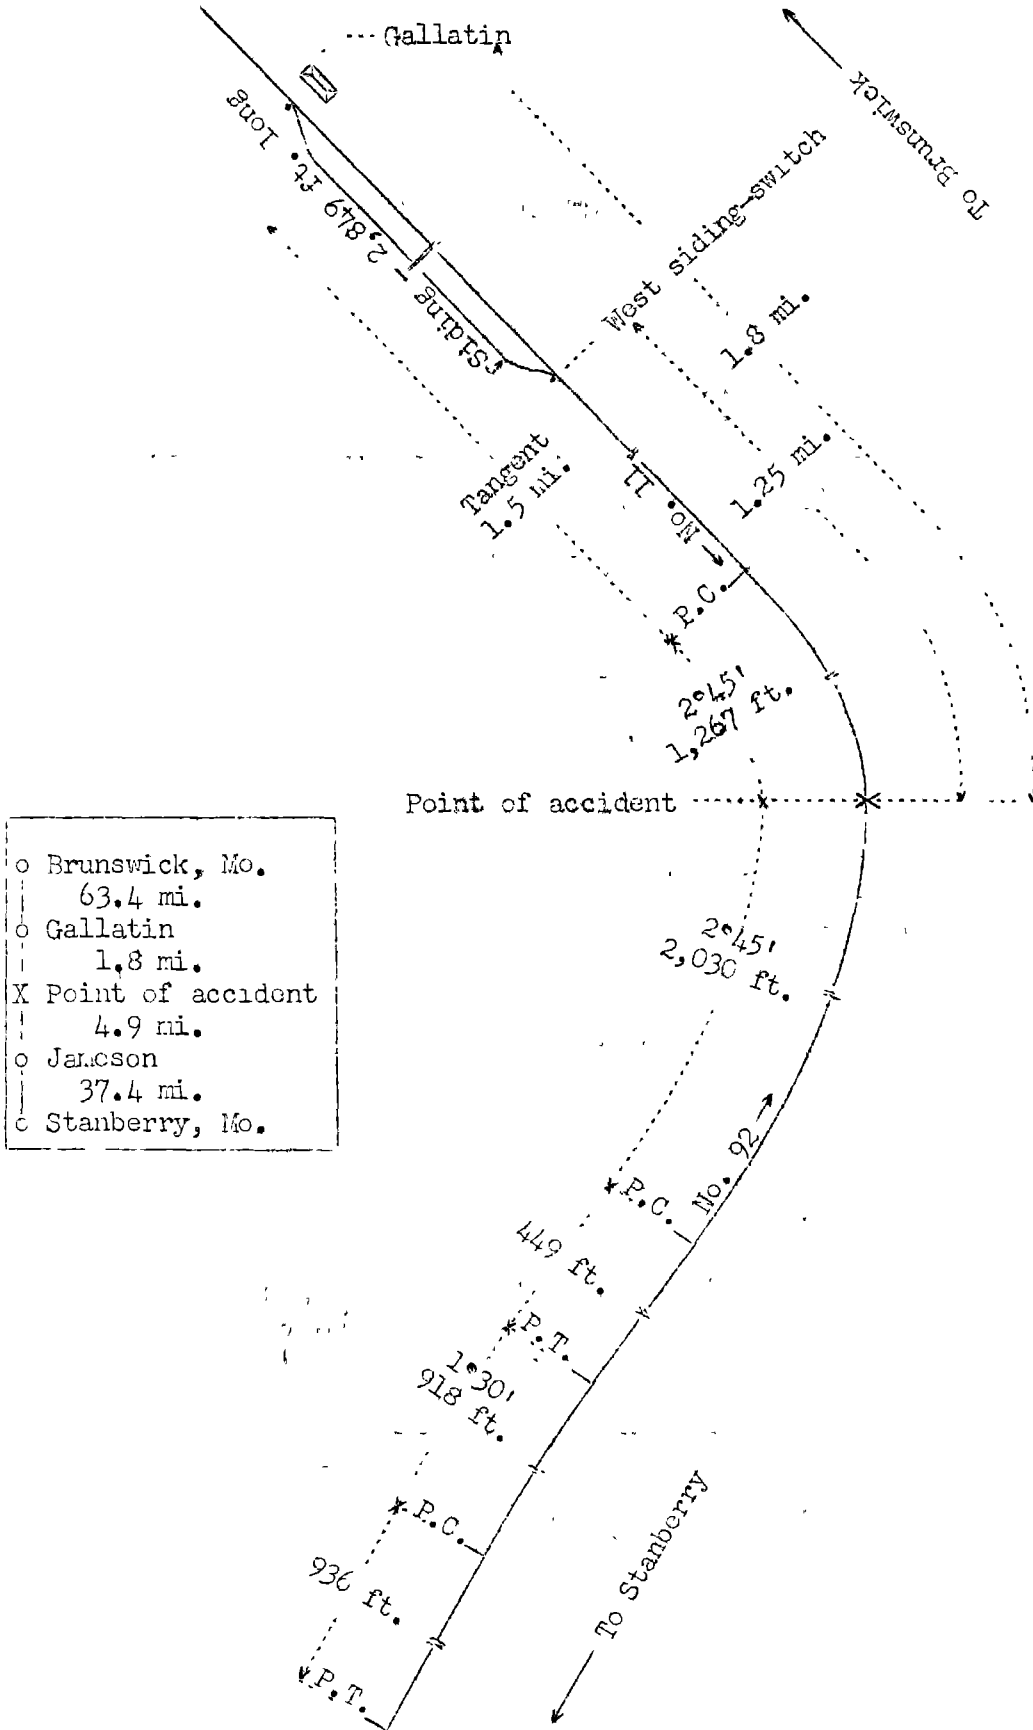 Gallatin
To Brunswick
Siding - 2,849 ft. long
West siding switch
1.8 mi.
1.25 mi.
Tangent
1.5 mi.
No. 11
P.C.
2°45'
1,267 ft.
Point of accident
Brunswick, Mo.
63.4 mi.
Gallatin
1.8 mi.
X Point of accident
4.9 mi.
Jameson
37.4 mi.
Stanberry, Mo.
2°45'
2,030 ft.
No. 92
P.C.
449 ft.
P.T.
1°30'
918 ft.
P.C.
936 ft.
P.T.
To Stanberry